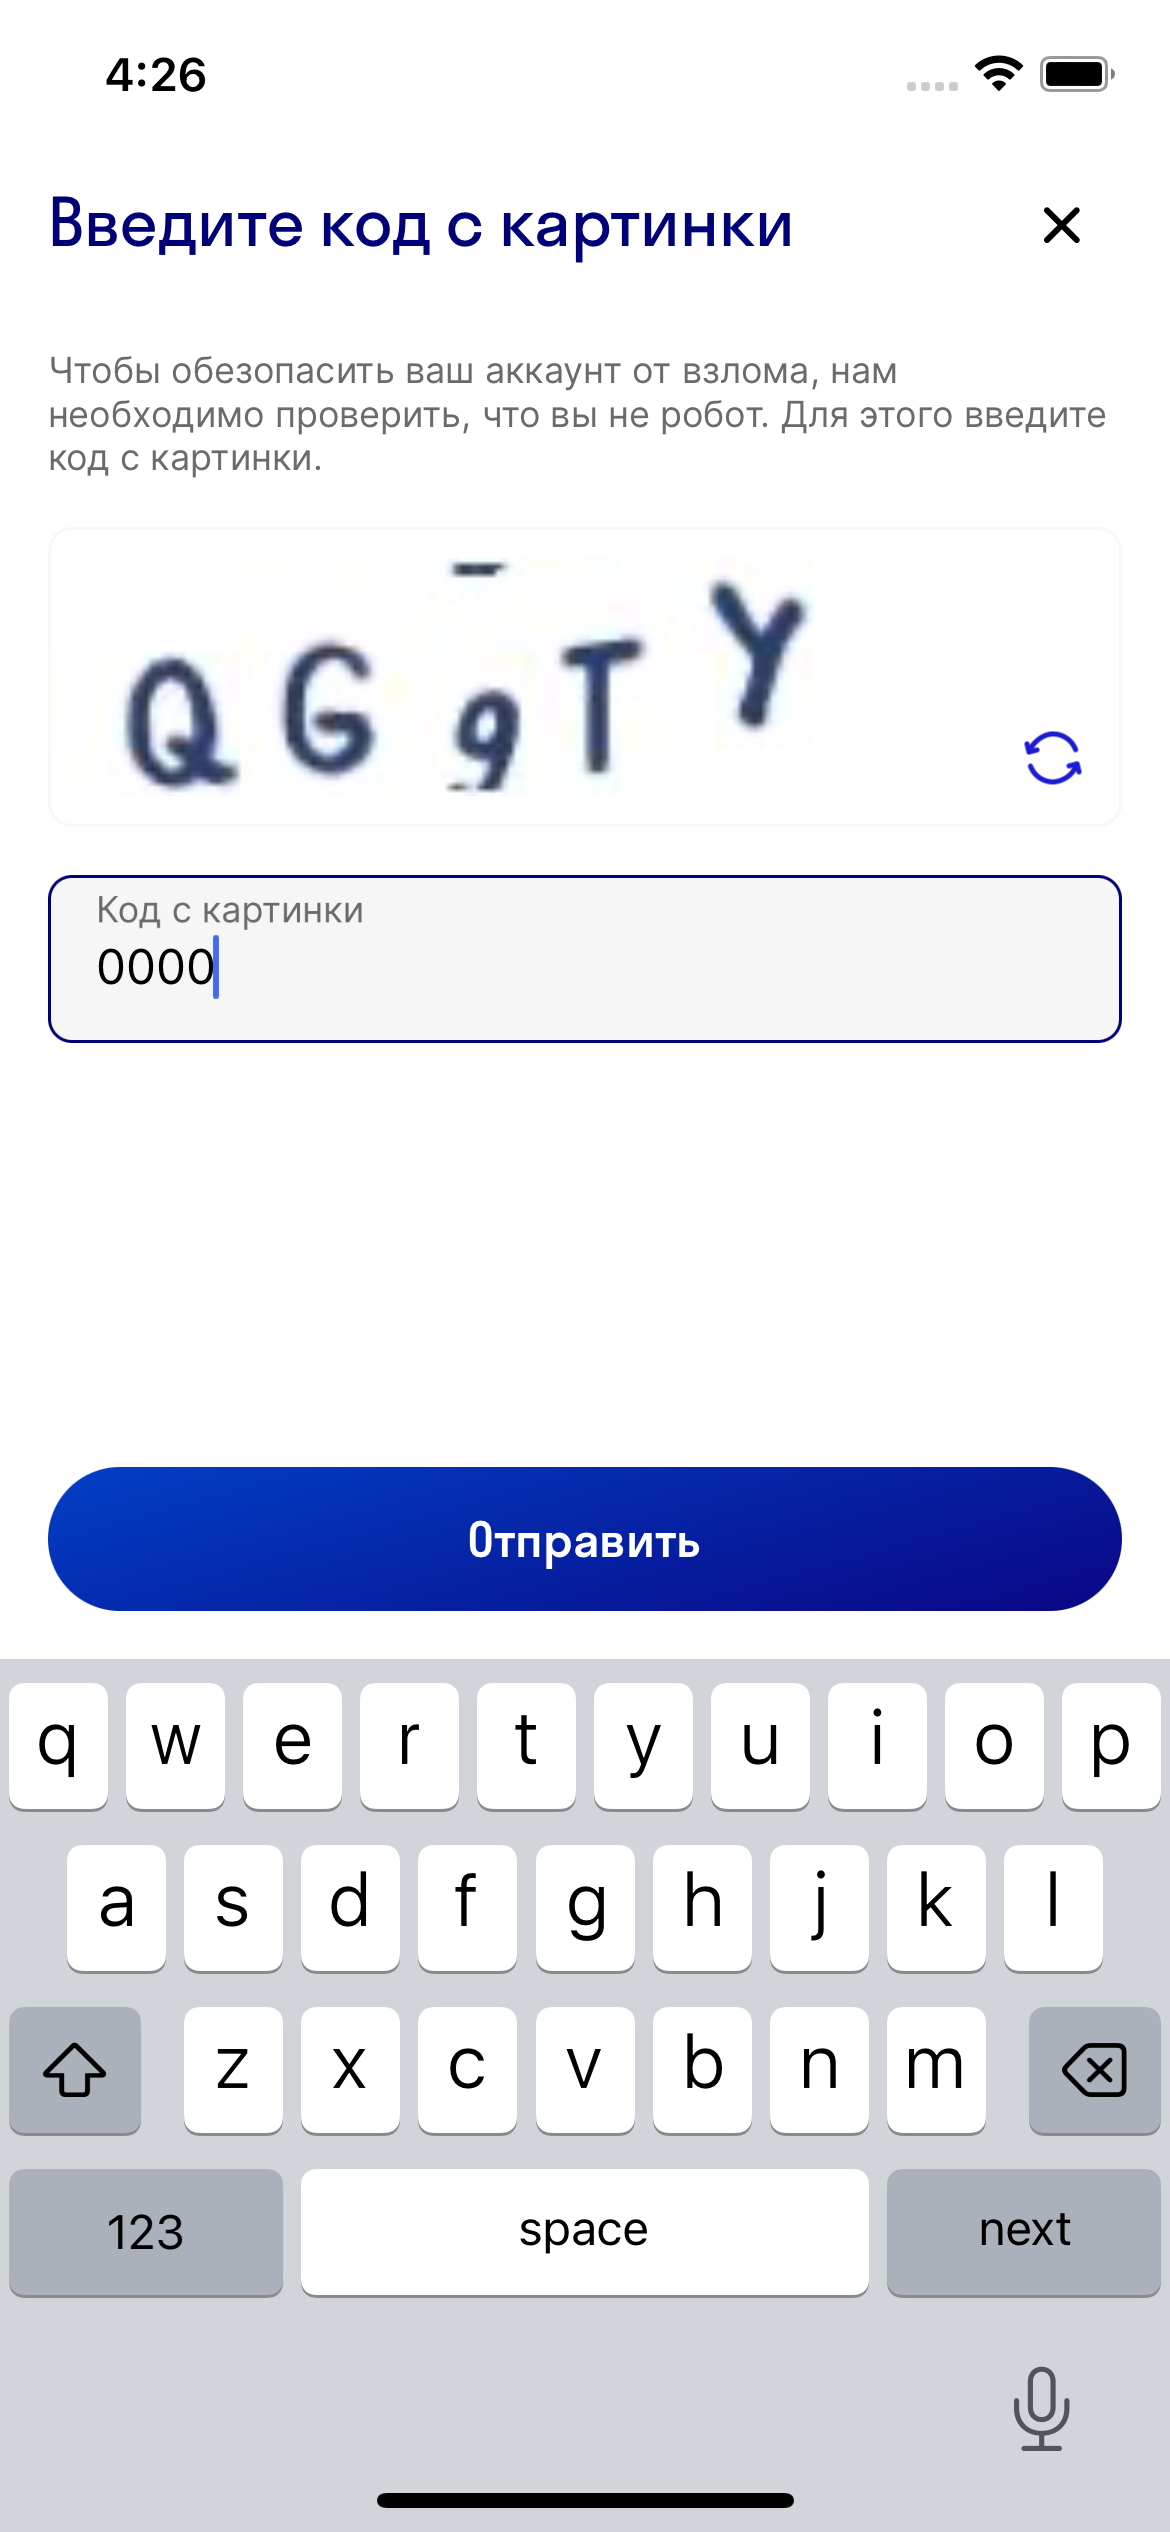 4:26
Введите код с картинки
Чтобы обезопасить ваш аккаунт от взлома, нам
необходимо проверить, что вы не робот. Для этого введите
код с картинки.
QGgTY
Код с картинки
0000
Отправить
q w e r t y u i o p
a s d f g h j k l
z x c v b n m
123 space next